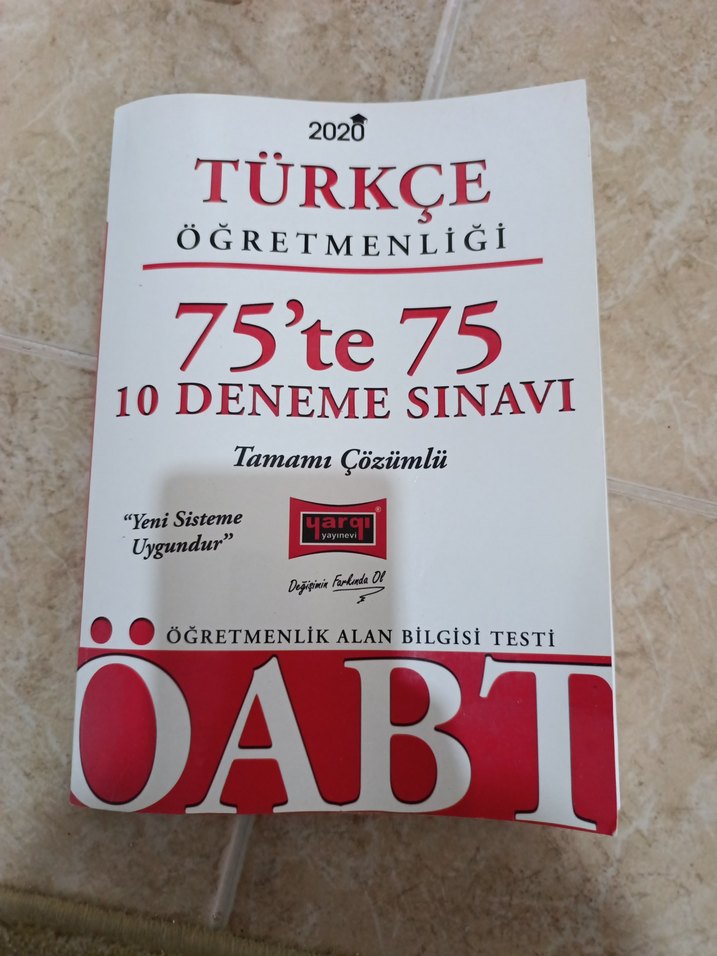 2020
TÜRKÇE
ÖĞRETMENLİĞİ
75'te 75
10 DENEME SINAVI
Tamamı Çözümlü
"Yeni Sisteme
Uygundur"
yargı®
yayınevi
Değişimin Farkında Ol
ÖĞRETMENLİK ALAN BİLGİSİ TESTİ
ÖABT